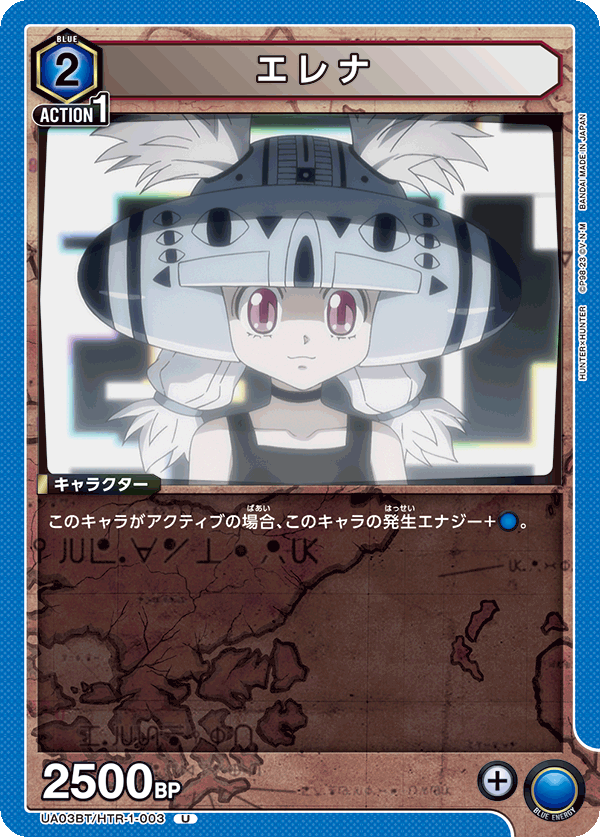 BLUE
2
エレナ
ACTION 1
HUNTER×HUNTER ©P98-23 ©V・N・M BANDAI MADE IN JAPAN
キャラクター
このキャラがアクティブの場合、このキャラの発生エナジー+。
ばあい
はっせい
2500BP
+
BLUE ENERGY
UA03BT/HTR-1-003 U